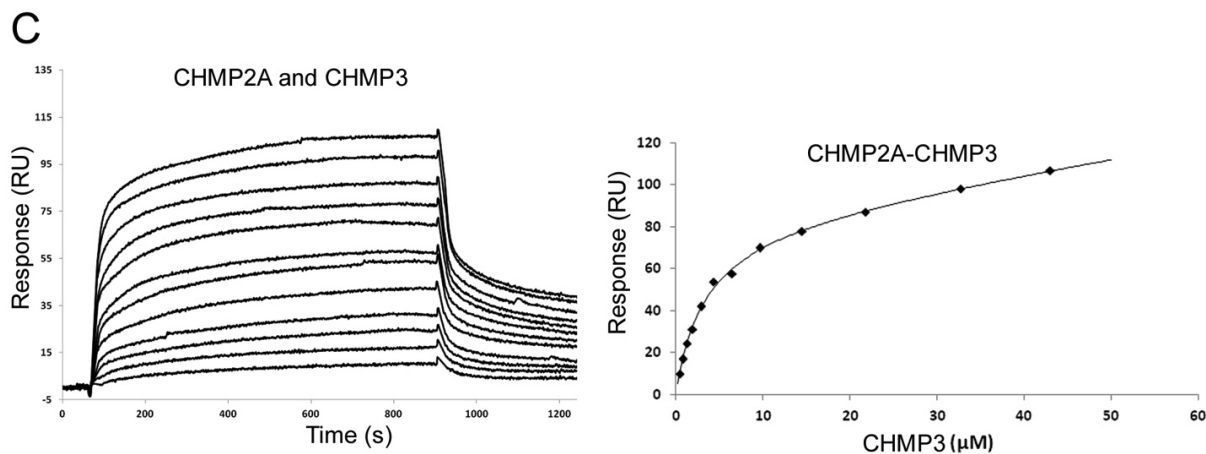 C
CHMP2A and CHMP3
Response (RU)
135
115
95
75
55
35
15
-5
0 200 400 600 800 1000 1200
Time (s)
CHMP2A-CHMP3
Response (RU)
120
100
80
60
40
20
0
0 10 20 30 40 50 60
CHMP3 (μM)